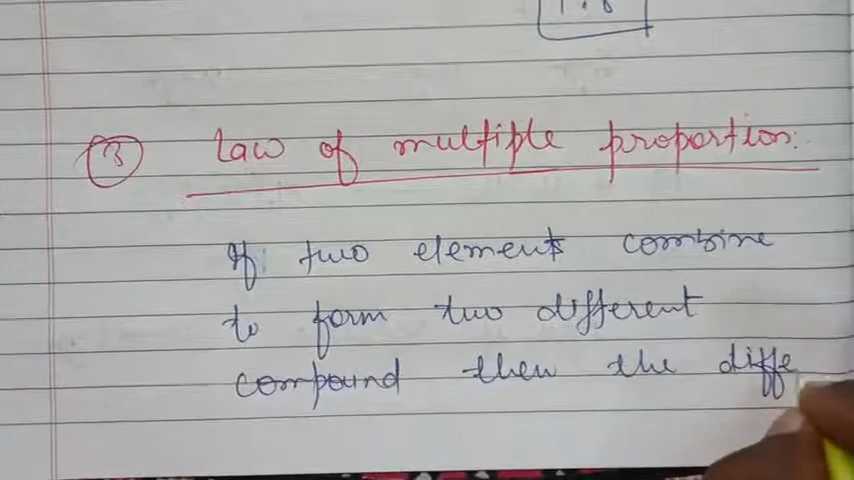 3 Law of multiple proportion:
If two elements combine
to form two different
compound then the diffe